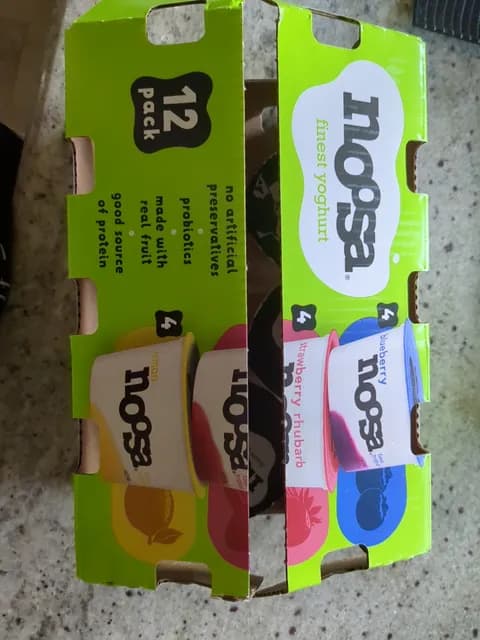 noosa®
finest yoghurt
12
pack
no artificial
preservatives
probiotics
made with
real fruit
good source
of protein
4
4
4
blueberry
noosa
strawberry rhubarb
noosa
lemon
noosa